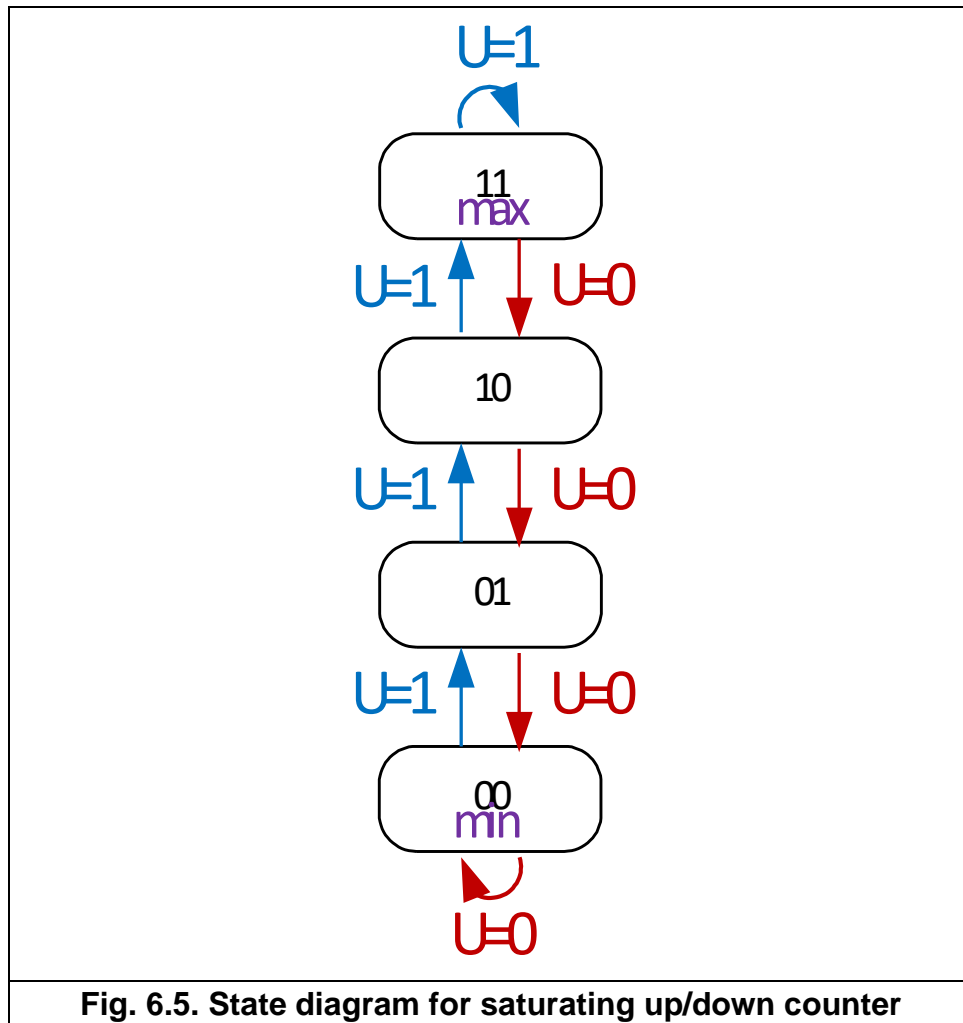 U=1
11
max
U=1 U=0
10
U=1 U=0
01
U=1 U=0
00
min
U=0
Fig. 6.5. State diagram for saturating up/down counter